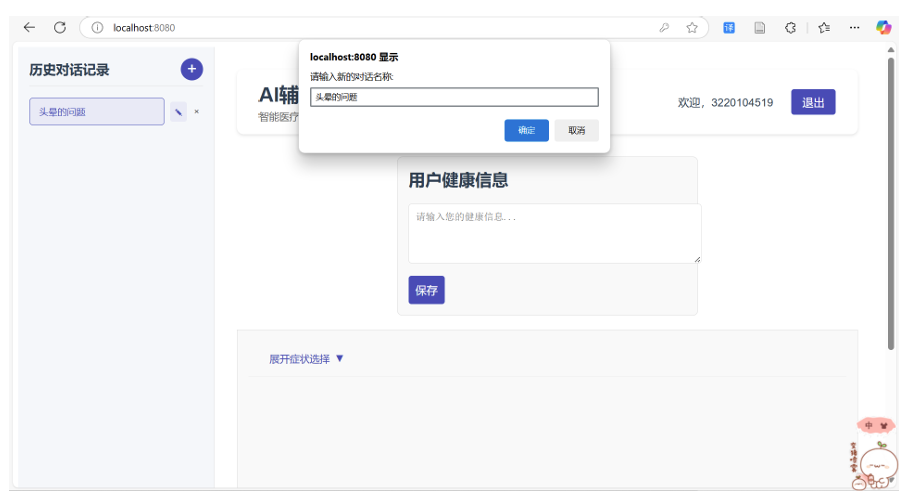 localhost:8080
译
历史对话记录
+
头晕的问题
×
localhost:8080 显示
请输入新的对话名称:
头晕的问题
确定
取消
AI辅
智能医疗
欢迎，3220104519
退出
用户健康信息
请输入您的健康信息...
保存
展开症状选择 ▼
中